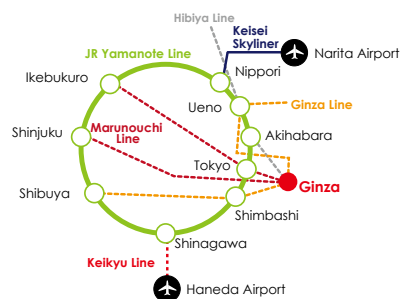 Hibiya Line
Keisei
Skyliner
JR Yamanote Line
Narita Airport
Nippori
Ikebukuro
Ueno
Ginza Line
Shinjuku
Marunouchi
Line
Akihabara
Tokyo
Ginza
Shibuya
Shimbashi
Shinagawa
Keikyu Line
Haneda Airport